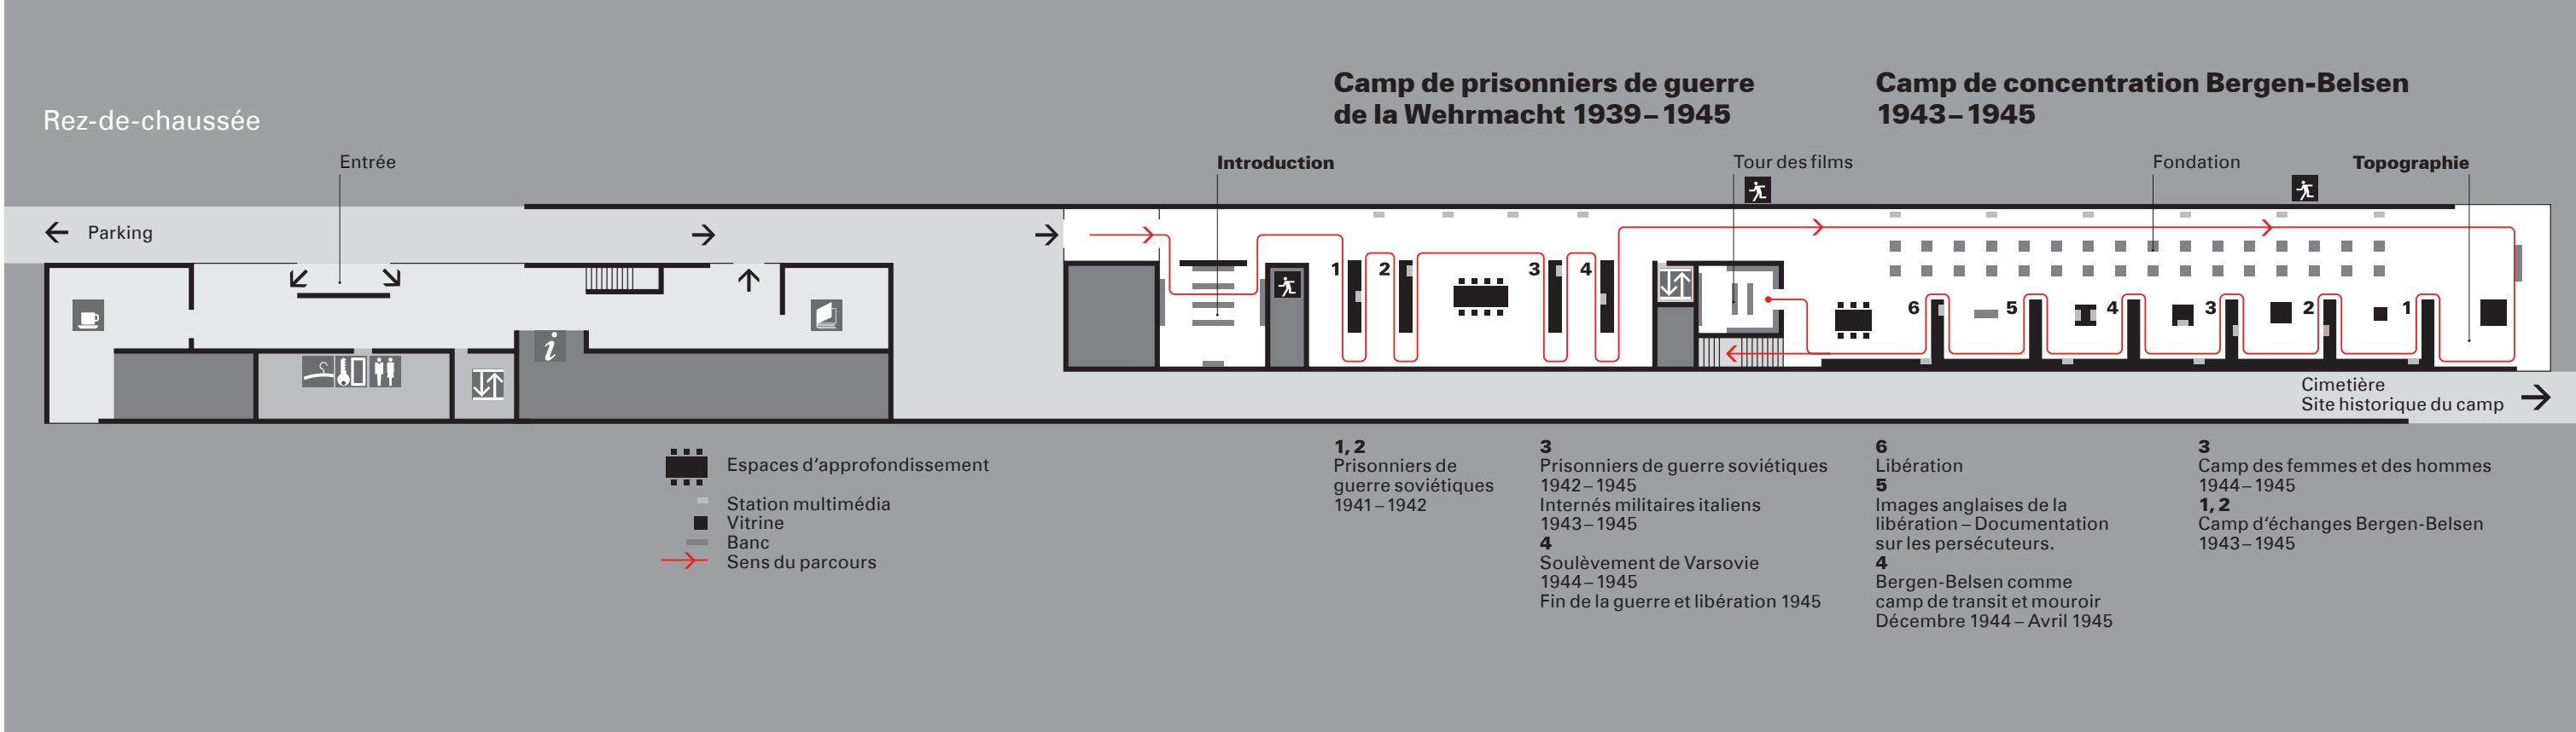 Rez-de-chaussée
Camp de prisonniers de guerre
de la Wehrmacht 1939–1945
Camp de concentration Bergen-Belsen
1943–1945
Entrée
Introduction
Tour des films
Fondation
Topographie
Parking
1
2
3
4
6
5
4
3
2
1
i
Cimetière
Site historique du camp
Espaces d‘approfondissement
Station multimédia
Vitrine
Banc
Sens du parcours
1, 2
Prisonniers de
guerre soviétiques
1941–1942
3
Prisonniers de guerre soviétiques
1942–1945
Internés militaires italiens
1943–1945
4
Soulèvement de Varsovie
1944–1945
Fin de la guerre et libération 1945
6
Libération
5
Images anglaises de la
libération – Documentation
sur les persécuteurs.
4
Bergen-Belsen comme
camp de transit et mouroir
Décembre 1944 – Avril 1945
3
Camp des femmes et des hommes
1944–1945
1, 2
Camp d‘échanges Bergen-Belsen
1943–1945